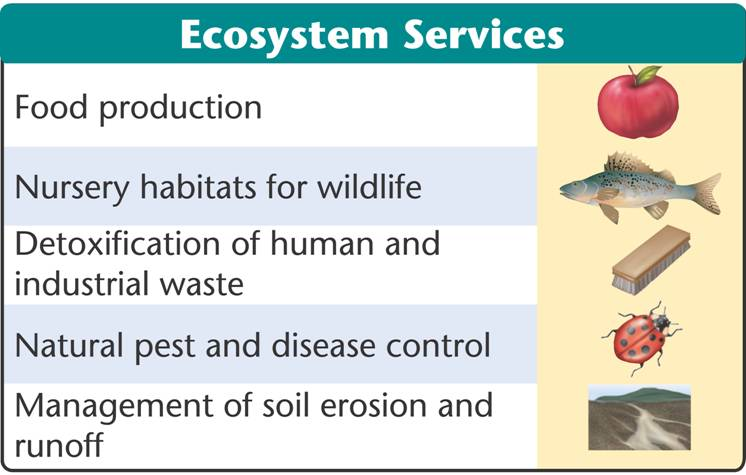 Ecosystem Services
Food production
Nursery habitats for wildlife
Detoxification of human and
industrial waste
Natural pest and disease control
Management of soil erosion and
runoff